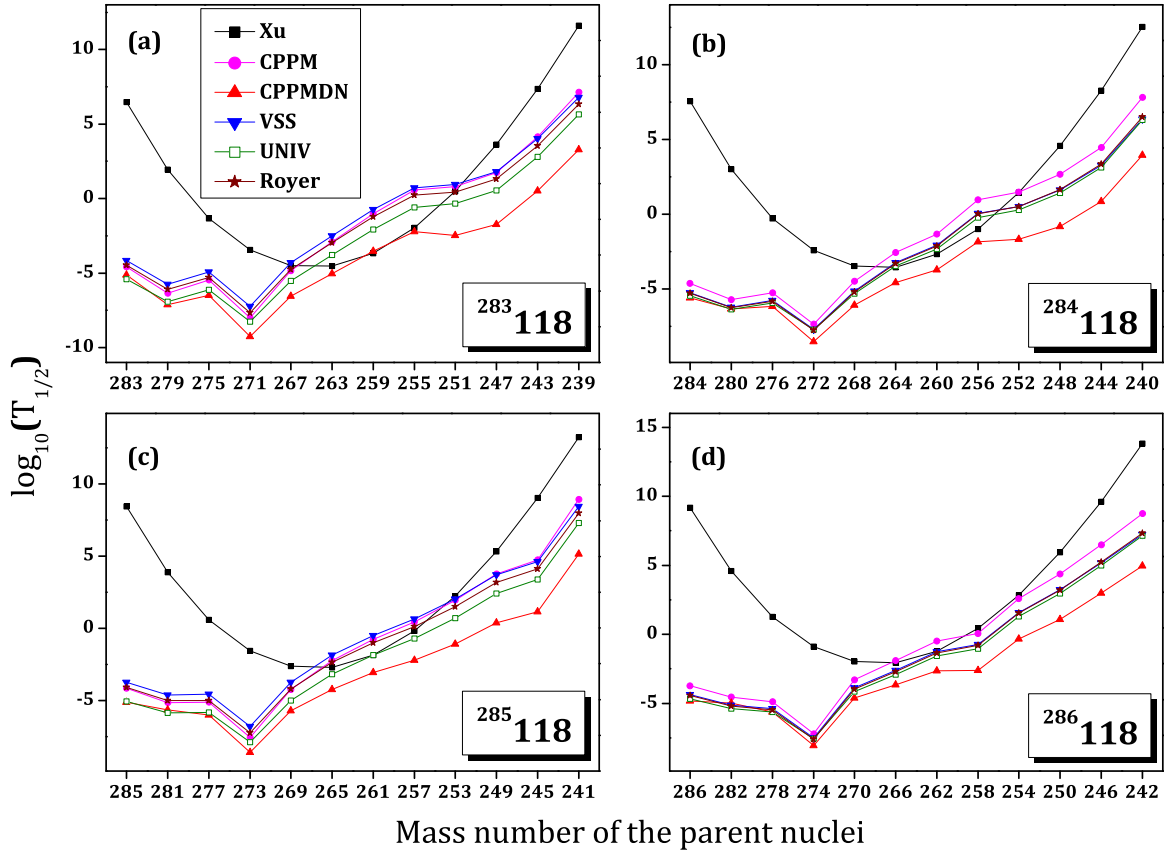 (a)
Xu
CPPM
CPPMDN
VSS
UNIV
Royer
10
5
0
-5
-10
283 279 275 271 267 263 259 255 251 247 243 239
283118
(b)
10
5
0
-5
284 280 276 272 268 264 260 256 252 248 244 240
284118
(c)
10
5
0
-5
285 281 277 273 269 265 261 257 253 249 245 241
285118
(d)
15
10
5
0
-5
286 282 278 274 270 266 262 258 254 250 246 242
286118
log10(T1/2)
Mass number of the parent nuclei